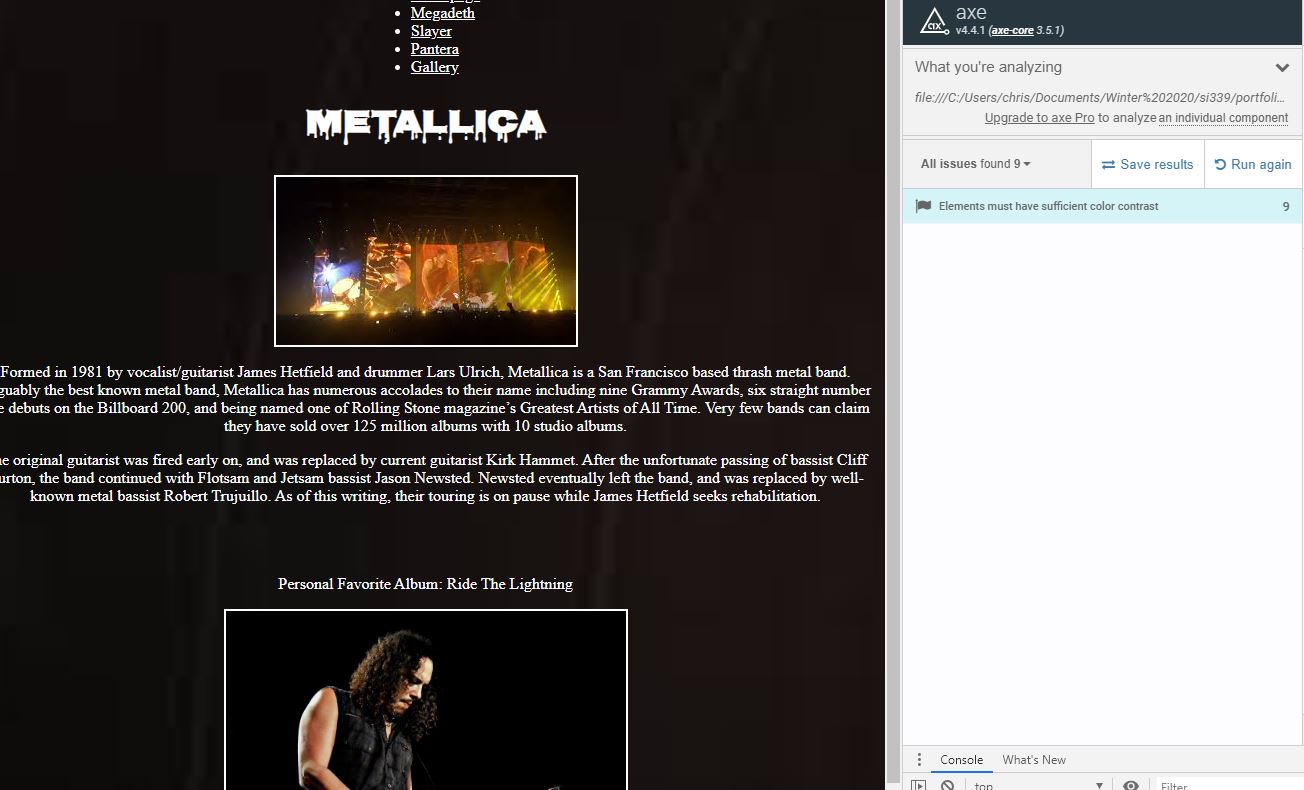 Megadeth
Slayer
Pantera
Gallery
METALLICA
Formed in 1981 by vocalist/guitarist James Hetfield and drummer Lars Ulrich, Metallica is a San Francisco based thrash metal band.
guably the best known metal band, Metallica has numerous accolades to their name including nine Grammy Awards, six straight number
e debuts on the Billboard 200, and being named one of Rolling Stone magazine’s Greatest Artists of All Time. Very few bands can claim
they have sold over 125 million albums with 10 studio albums.
e original guitarist was fired early on, and was replaced by current guitarist Kirk Hammet. After the unfortunate passing of bassist Cliff
urton, the band continued with Flotsam and Jetsam bassist Jason Newsted. Newsted eventually left the band, and was replaced by well-
known metal bassist Robert Trujillo. As of this writing, their touring is on pause while James Hetfield seeks rehabilitation.
Personal Favorite Album: Ride The Lightning
axe
v4.4.1 (axe-core 3.5.1)
What you're analyzing
file:///C:/Users/chris/Documents/Winter%202020/si339/portfoli...
Upgrade to axe Pro to analyze an individual component
All issues found 9
Save results
Run again
Elements must have sufficient color contrast 9
Console What's New
top
Filter